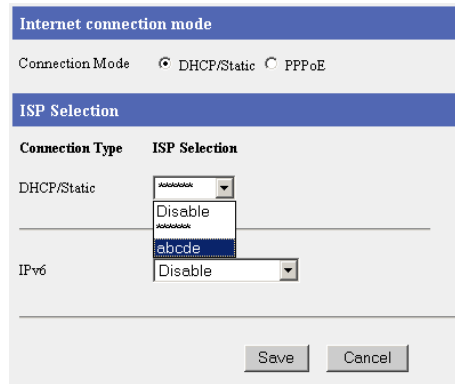 Internet connection mode
Connection Mode DHCP/Static PPPoE
ISP Selection
Connection Type ISP Selection
DHCP/Static *******
Disable
*******
abcde
IPv6 Disable
Save Cancel